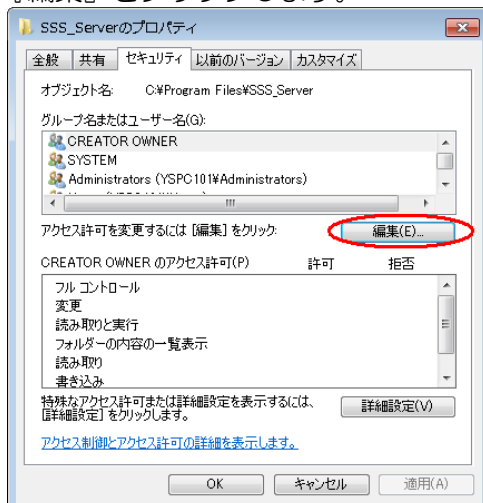 SSS_Serverのプロパティ
全般 共有 セキュリティ 以前のバージョン カスタマイズ
オブジェクト名: C:¥Program Files¥SSS_Server
グループ名またはユーザー名(G):
CREATOR OWNER
SYSTEM
Administrators (YSPC101¥Administrators)
アクセス許可を変更するには [編集] をクリック: 編集(E)...
CREATOR OWNER のアクセス許可(P) 許可 拒否
フル コントロール
変更
読み取りと実行
フォルダーの内容の一覧表示
読み取り
書き込み
特殊なアクセス許可または詳細設定を表示するには、 詳細設定(V)
[詳細設定] をクリックします。
アクセス制御とアクセス許可の詳細を表示します。
OK キャンセル 適用(A)